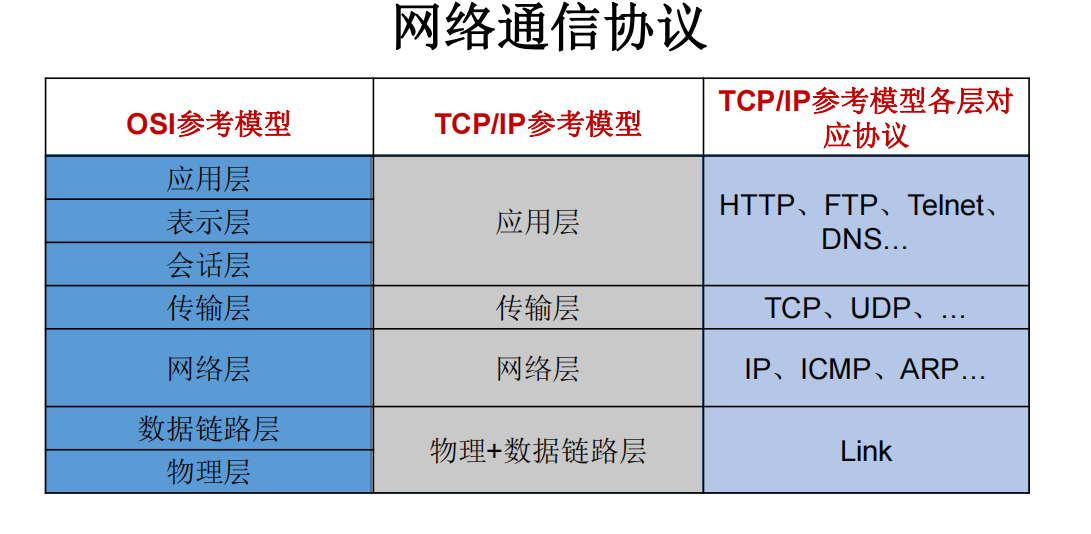 网络通信协议
OSI参考模型
TCP/IP参考模型
TCP/IP参考模型各层对
应协议
应用层
表示层
会话层
应用层
HTTP、FTP、Telnet、
DNS…
传输层
传输层
TCP、UDP、…
网络层
网络层
IP、ICMP、ARP…
数据链路层
物理层
物理+数据链路层
Link